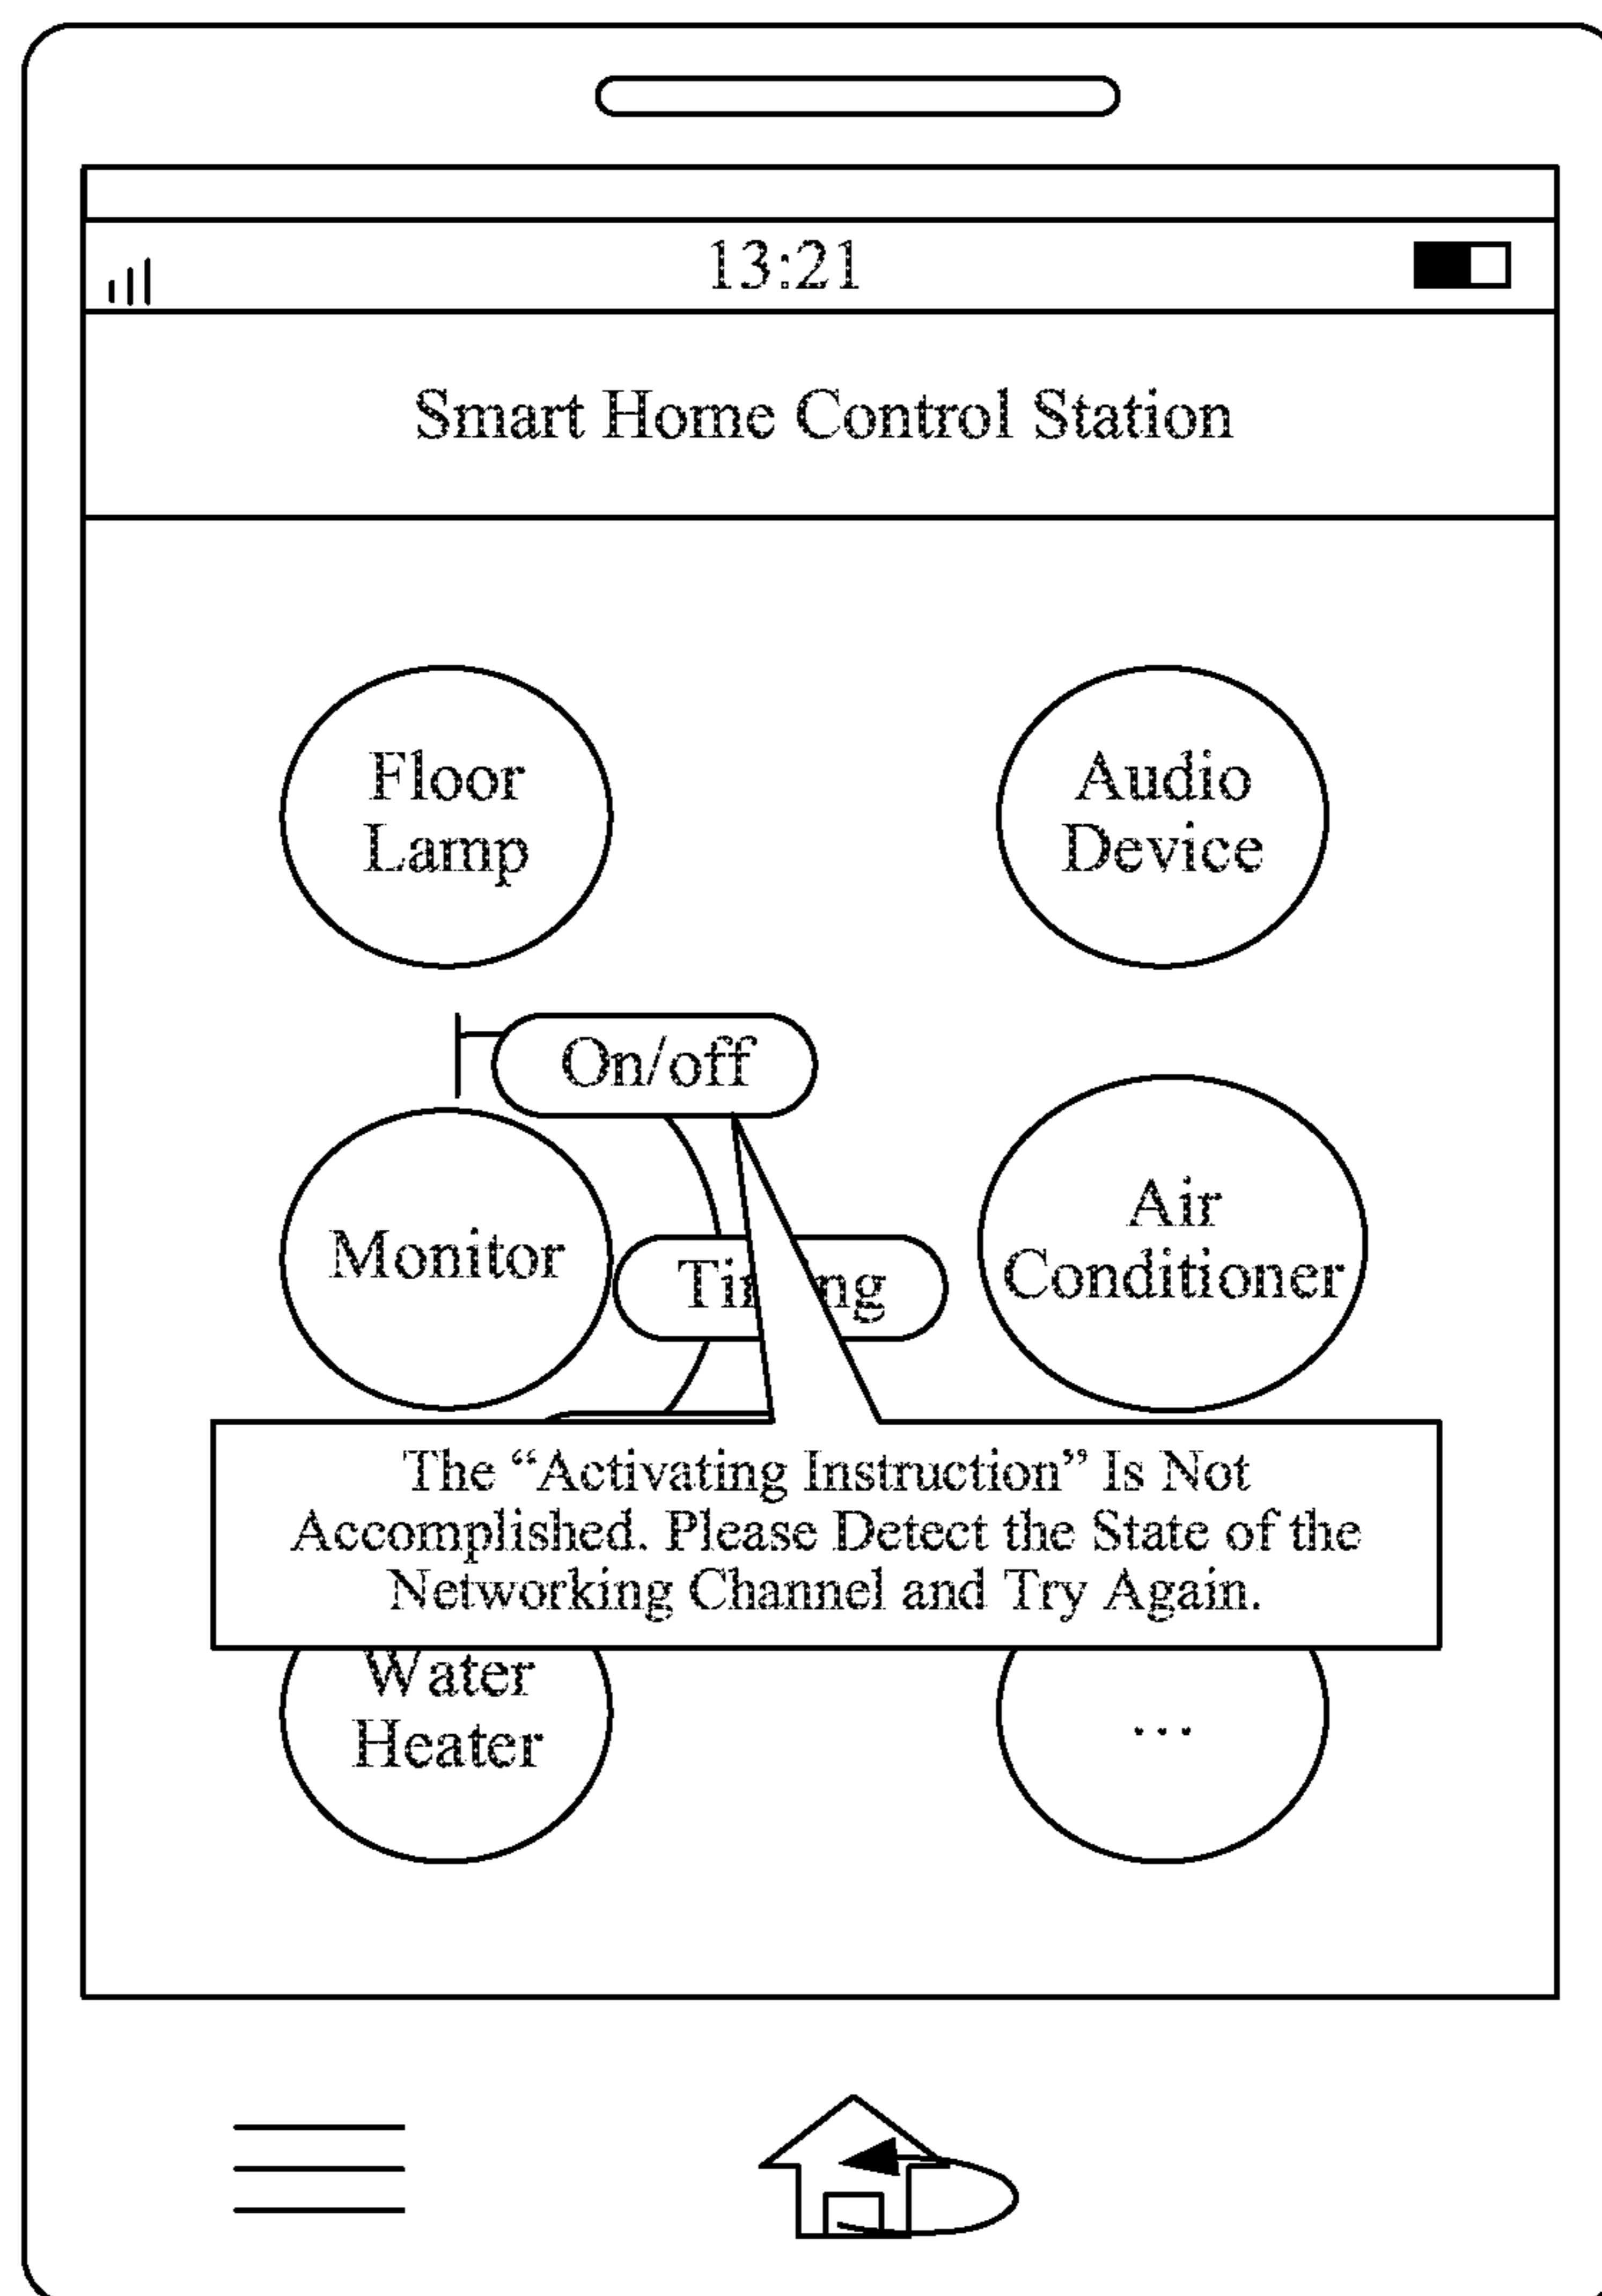 13:21
Smart Home Control Station
Floor
Lamp
Audio
Device
On/off
Monitor
Air
Conditioner
The “Activating Instruction” Is Not
Accomplished. Please Detect the State of the
Networking Channel and Try Again.
Water
Heater
...